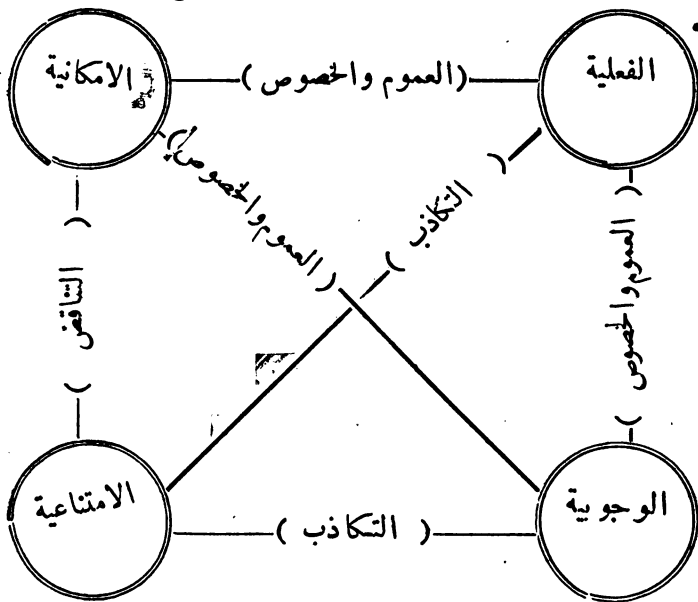 الفعلية
( العموم والخصوص )
الامكانية
( العموم والخصوص )
( التكاذب )
( العموم والخصوص )
( التناقض )
الوجوبية
( التكاذب )
الامتناعية